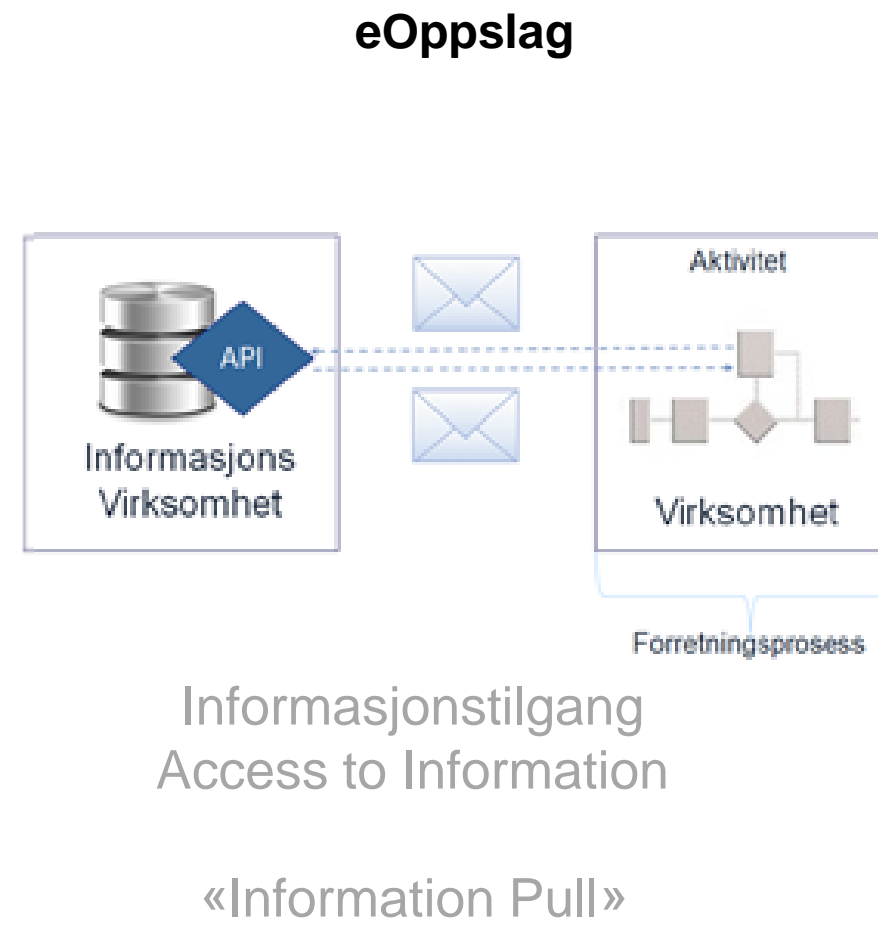 eOppslag
Aktivitet
API
Informasjons
Virksomhet
Virksomhet
Forretningsprosess
Informasjonstilgang
Access to Information
«Information Pull»